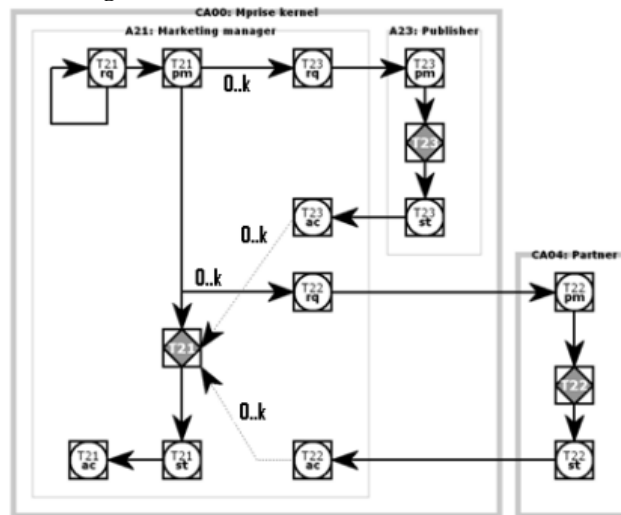 CA00: Mprise kernel
A21: Marketing manager
A23: Publisher
T21
rq
T21
pm
T23
rq
T23
pm
0..k
T23
T23
ac
T23
st
0..k
0..k
CA04: Partner
T22
rq
T22
pm
T21
T22
0..k
T21
ac
T21
st
T22
ac
T22
st